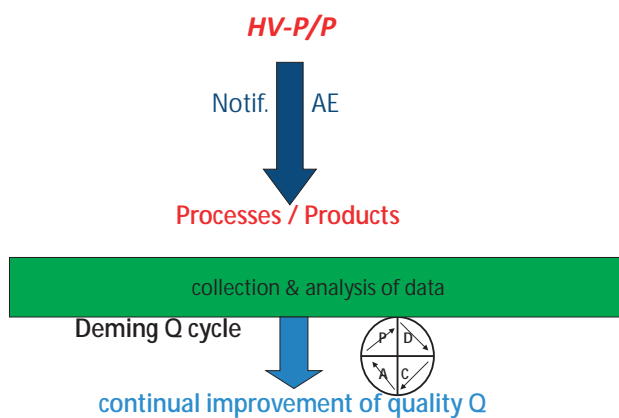 HV-P/P
Notif. AE
Processes / Products
collection & analysis of data
Deming Q cycle
P D
A C
continual improvement of quality Q